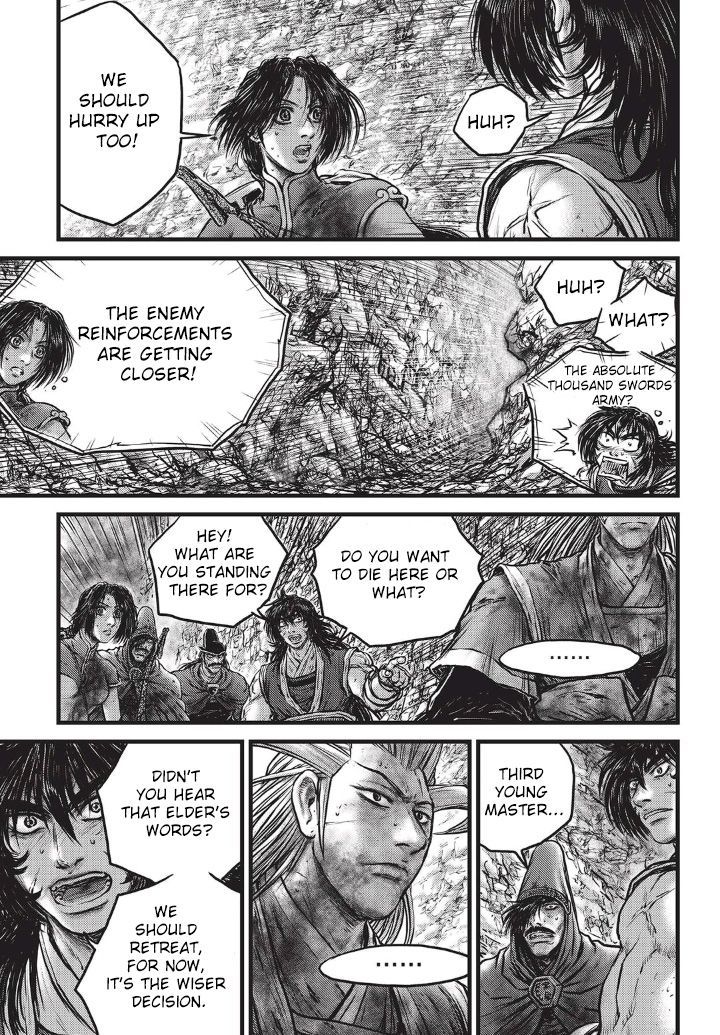 WE
SHOULD
HURRY UP
TOO!
HUH?
THE ENEMY
REINFORCEMENTS
ARE GETTING
CLOSER!
HUH?
WHAT?
THE ABSOLUTE
THOUSAND SWORDS
ARMY?
HEY!
WHAT ARE
YOU STANDING
THERE FOR?
DO YOU WANT
TO DIE HERE OR
WHAT?
......
DIDN'T
YOU HEAR
THAT ELDER'S
WORDS?
WE
SHOULD
RETREAT,
FOR NOW,
IT'S THE WISER
DECISION.
......
THIRD
YOUNG
MASTER...